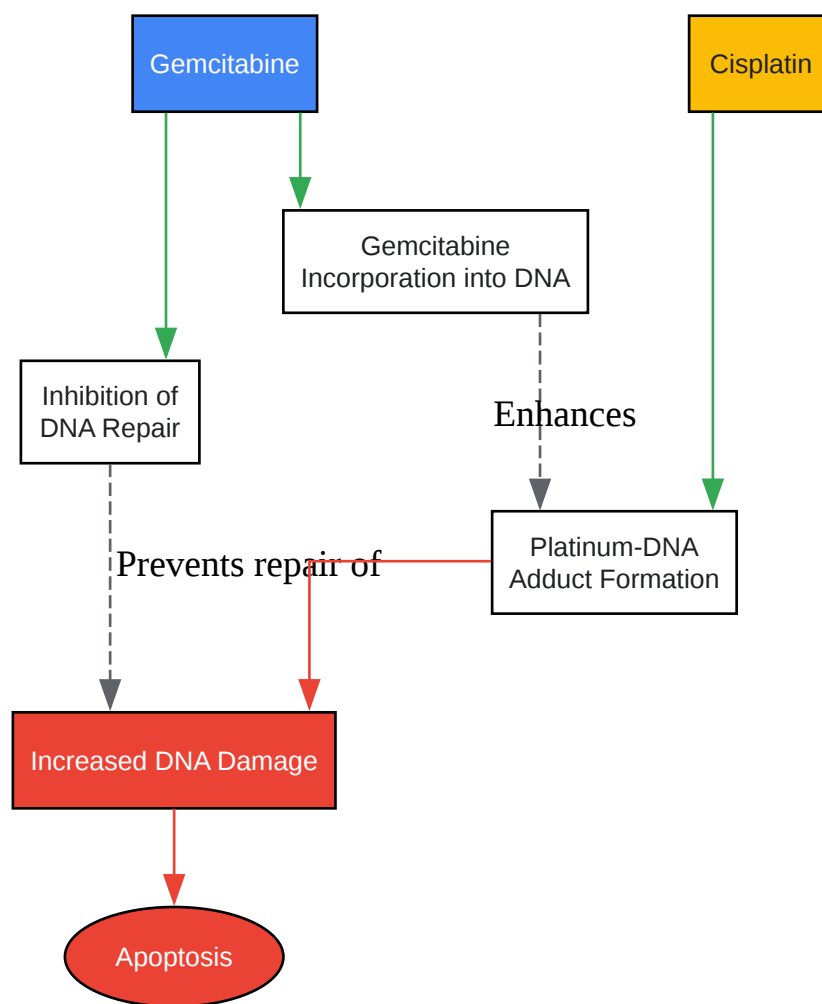 Gemcitabine
Cisplatin
Gemcitabine
Incorporation into DNA
Inhibition of
DNA Repair
Enhances
Platinum-DNA
Adduct Formation
Prevents repair of
Increased DNA Damage
Apoptosis